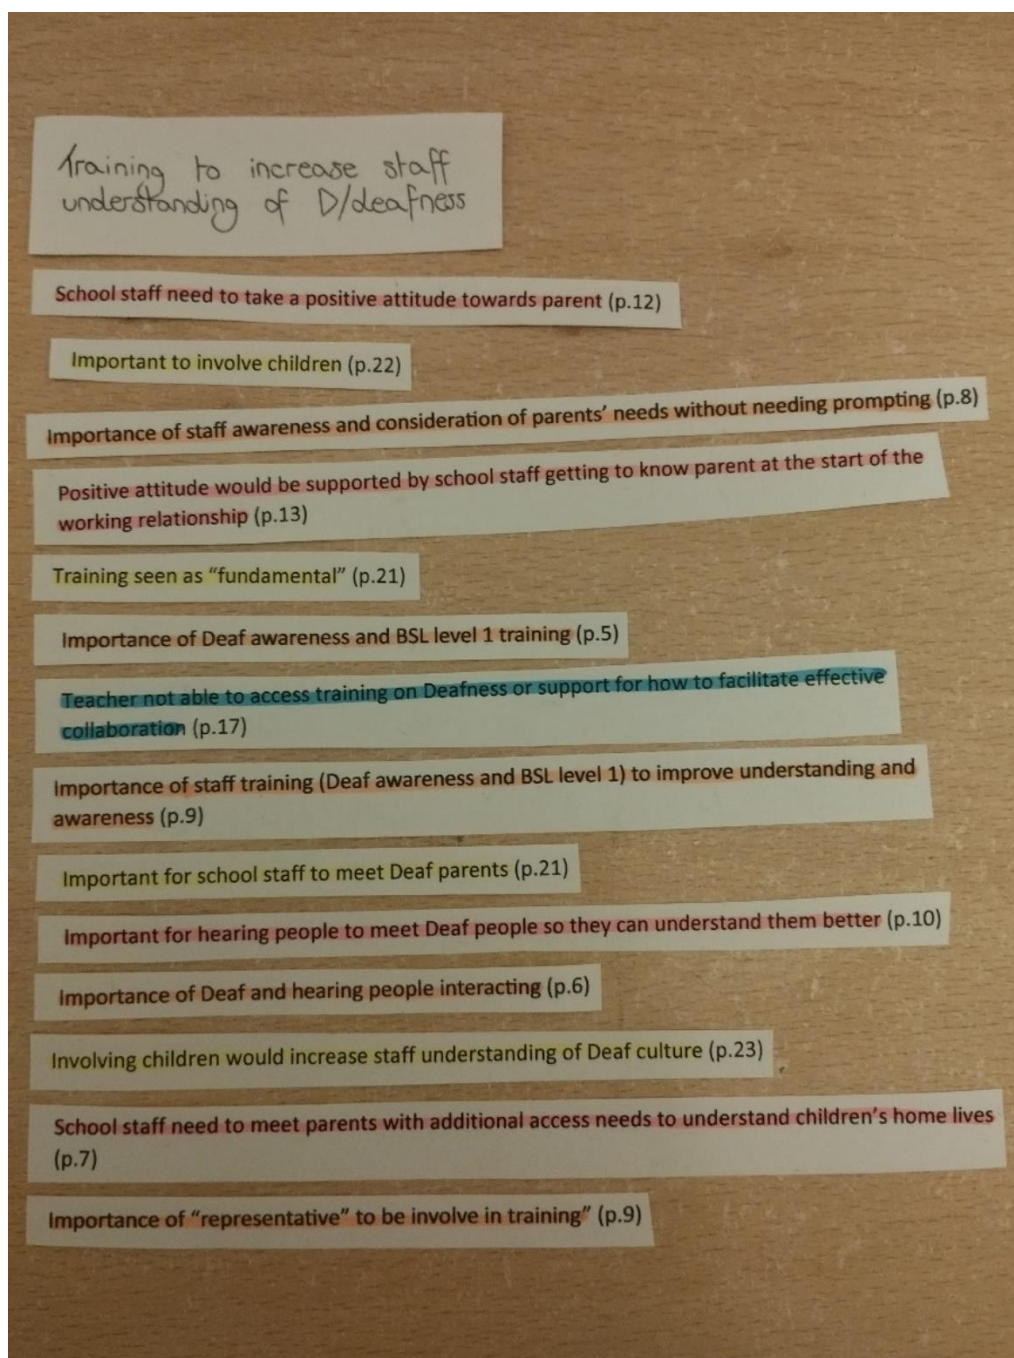 Training to increase staff
understanding of D/deafness
School staff need to take a positive attitude towards parent (p.12)
Important to involve children (p.22)
Importance of staff awareness and consideration of parents' needs without needing prompting (p.8)
Positive attitude would be supported by school staff getting to know parent at the start of the
working relationship (p.13)
Training seen as "fundamental" (p.21)
Importance of Deaf awareness and BSL level 1 training (p.5)
Teacher not able to access training on Deafness or support for how to facilitate effective
collaboration (p.17)
Importance of staff training (Deaf awareness and BSL level 1) to improve understanding and
awareness (p.9)
Important for school staff to meet Deaf parents (p.21)
Important for hearing people to meet Deaf people so they can understand them better (p.10)
Importance of Deaf and hearing people interacting (p.6)
Involving children would increase staff understanding of Deaf culture (p.23)
School staff need to meet parents with additional access needs to understand children's home lives
(p.7)
Importance of "representative" to be involve in training" (p.9)